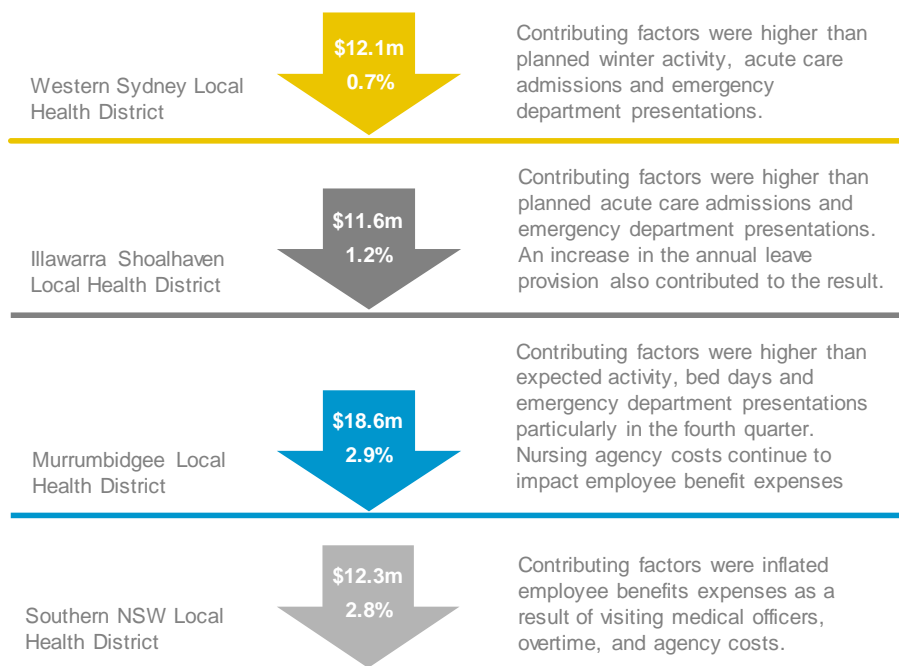 Western Sydney Local
Health District
$12.1m
0.7%
Contributing factors were higher than
planned winter activity, acute care
admissions and emergency
department presentations.
Illawarra Shoalhaven
Local Health District
$11.6m
1.2%
Contributing factors were higher than
planned acute care admissions and
emergency department presentations.
An increase in the annual leave
provision also contributed to the result.
Murrumbidgee Local
Health District
$18.6m
2.9%
Contributing factors were higher than
expected activity, bed days and
emergency department presentations
particularly in the fourth quarter.
Nursing agency costs continue to
impact employee benefit expenses
Southern NSW Local
Health District
$12.3m
2.8%
Contributing factors were inflated
employee benefits expenses as a
result of visiting medical officers,
overtime, and agency costs.